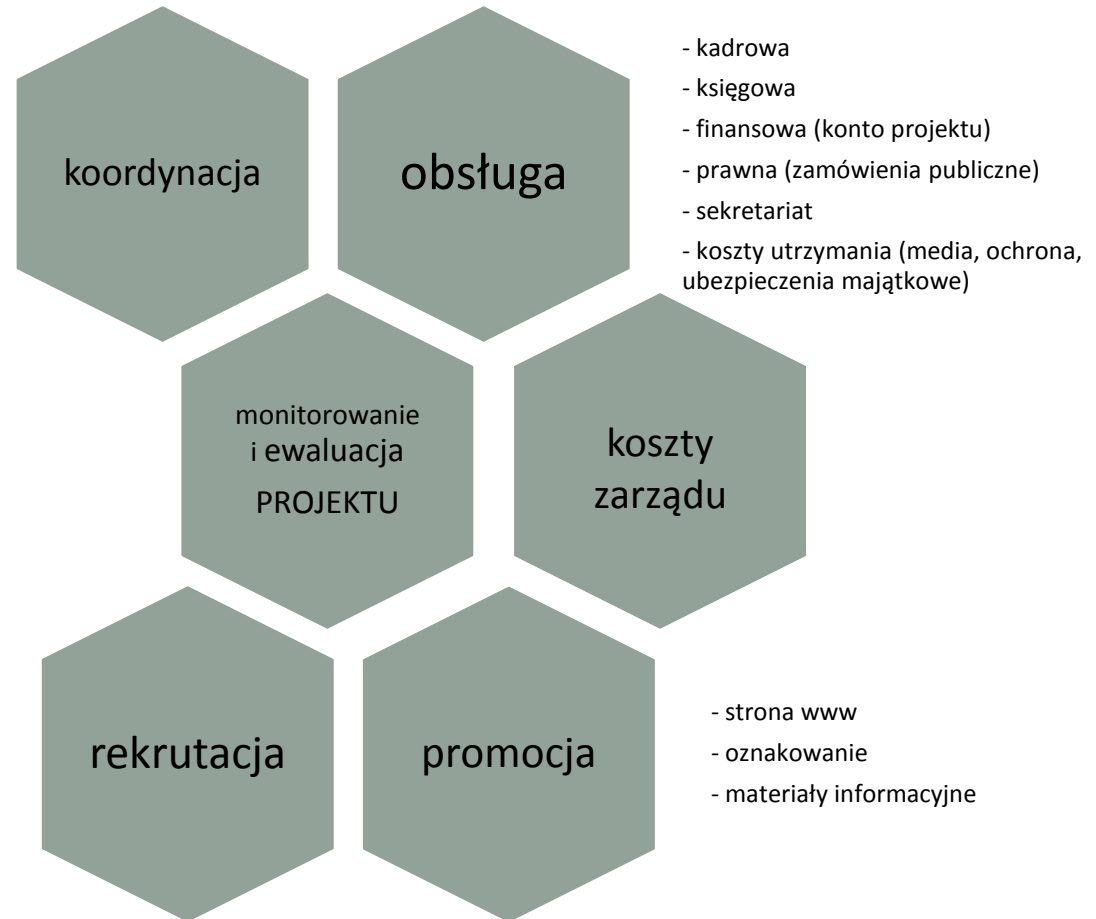 koordynacja
obsługa
- kadrowa
- księgowa
- finansowa (konto projektu)
- prawna (zamówienia publiczne)
- sekretariat
- koszty utrzymania (media, ochrona,
ubezpieczenia majątkowe)
monitorowanie
i ewaluacja
PROJEKTU
koszty
zarządu
rekrutacja
promocja
- strona www
- oznakowanie
- materiały informacyjne